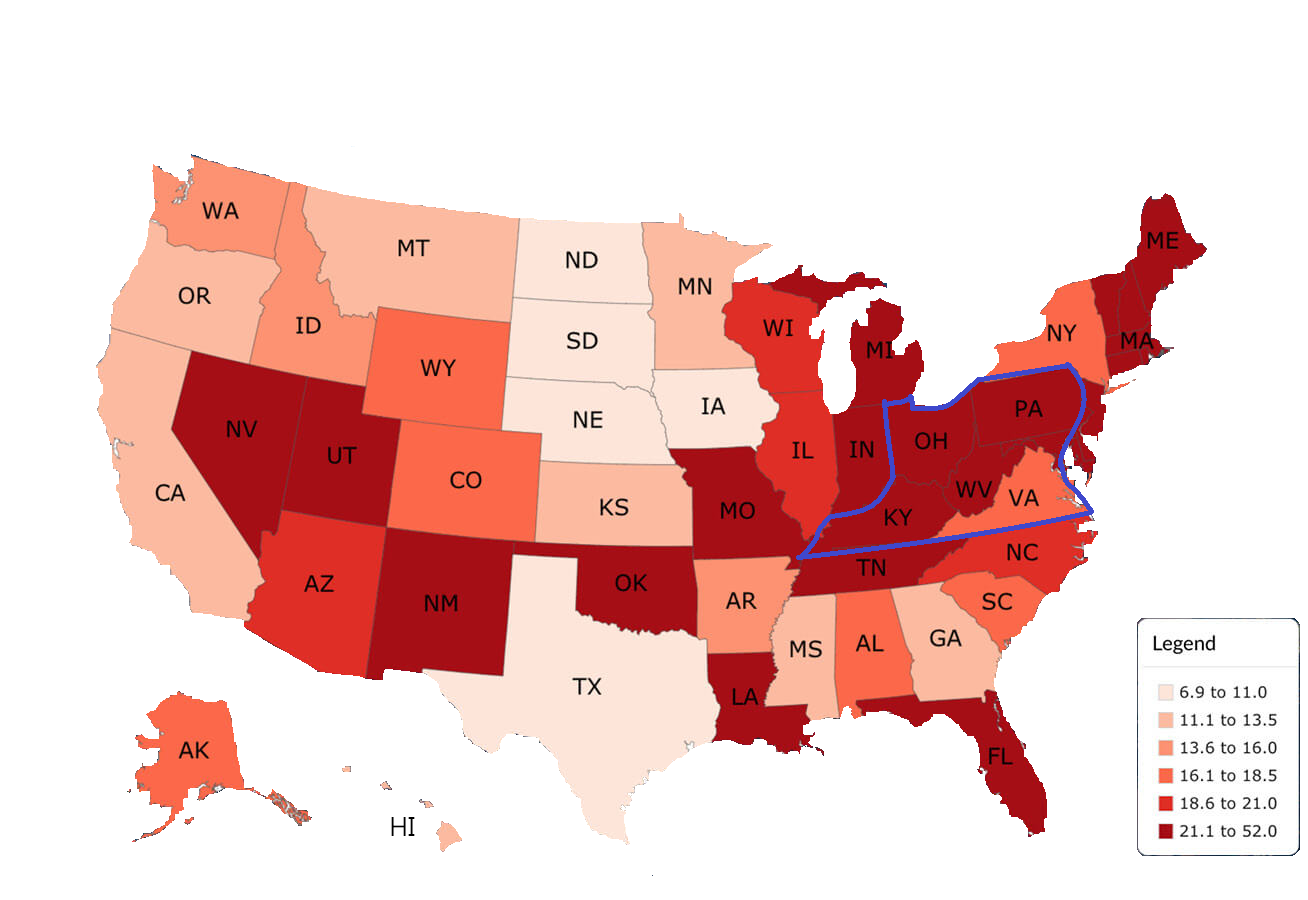 ME
WA
MT
ND
MN
OR
ID
SD
WI
NY
MA
MI
WY
IA
PA
NE
NV
UT
CO
IL
IN
OH
CA
KS
MO
WV
VA
KY
NC
AZ
NM
OK
AR
TN
SC
MS
AL
GA
TX
LA
AK
FL
HI
Legend
6.9 to 11.0
11.1 to 13.5
13.6 to 16.0
16.1 to 18.5
18.6 to 21.0
21.1 to 52.0